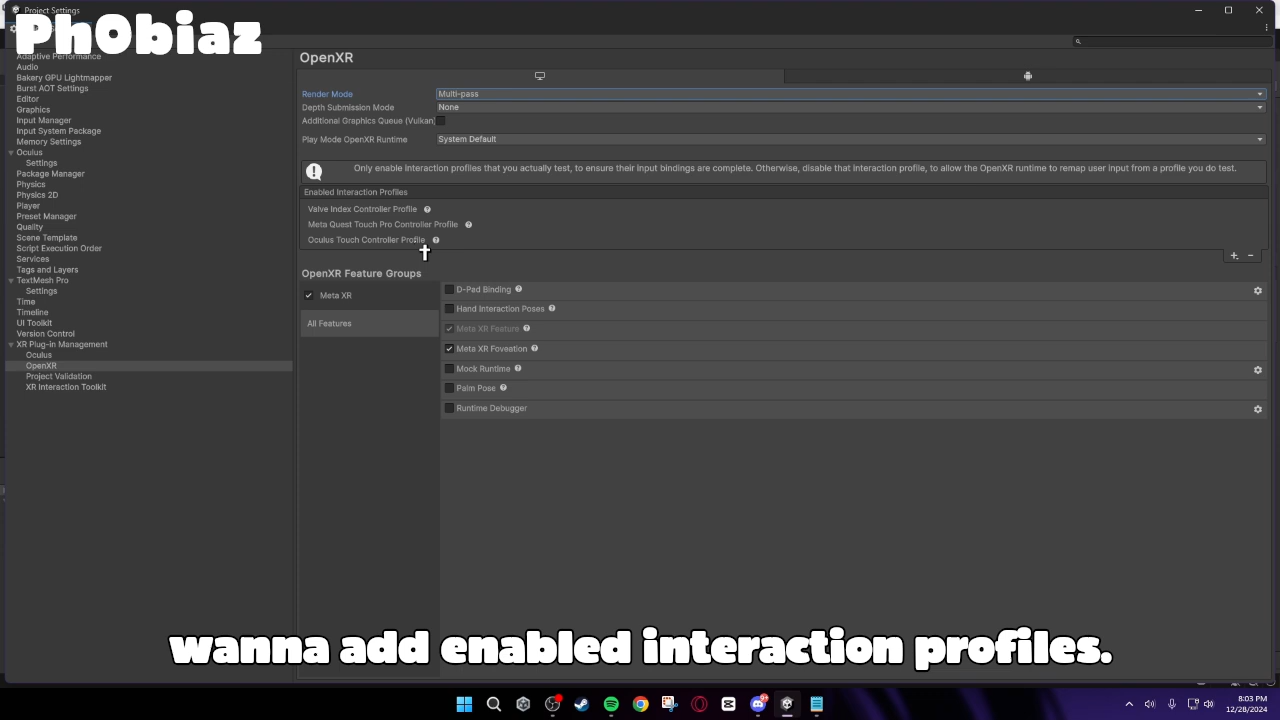 Project Settings
PhObiaz
Adaptive Performance
Audio
Bakery GPU Lightmapper
Burst AOT Settings
Editor
Graphics
Input Manager
Input System Package
Memory Settings
Oculus
Settings
Package Manager
Physics
Physics 2D
Player
Preset Manager
Quality
Scene Template
Script Execution Order
Services
Tags and Layers
TextMesh Pro
Settings
Time
Timeline
UI Toolkit
Version Control
XR Plug-in Management
Oculus
OpenXR
Project Validation
XR Interaction Toolkit
OpenXR
Render Mode Multi-pass
Depth Submission Mode None
Additional Graphics Queue (Vulkan)
Play Mode OpenXR Runtime System Default
Only enable interaction profiles that you actually test, to ensure their input bindings are complete. Otherwise, disable that interaction profile, to allow the OpenXR runtime to remap user input from a profile you do test.
Enabled Interaction Profiles
Valve Index Controller Profile
Meta Quest Touch Pro Controller Profile
Oculus Touch Controller Profile
OpenXR Feature Groups
Meta XR
All Features
D-Pad Binding
Hand Interaction Poses
Meta XR Feature
Meta XR Foveation
Mock Runtime
Palm Pose
Runtime Debugger
wanna add enabled interaction profiles.
8:03 PM
12/28/2024